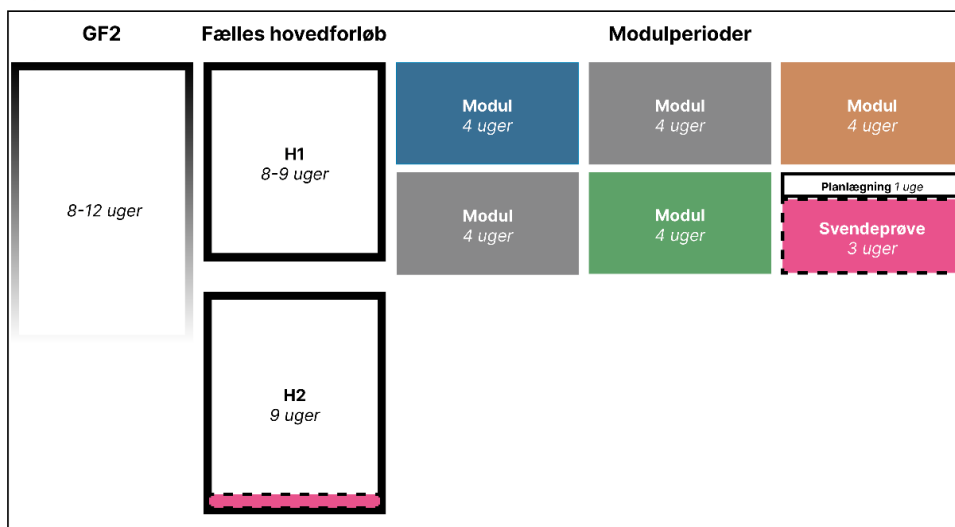 GF2
Fælles hovedforløb
Modulperioder
8-12 uger
H1
8-9 uger
H2
9 uger
Modul
4 uger
Modul
4 uger
Modul
4 uger
Modul
4 uger
Modul
4 uger
Planlægning 1 uge
Svendeprøve
3 uger